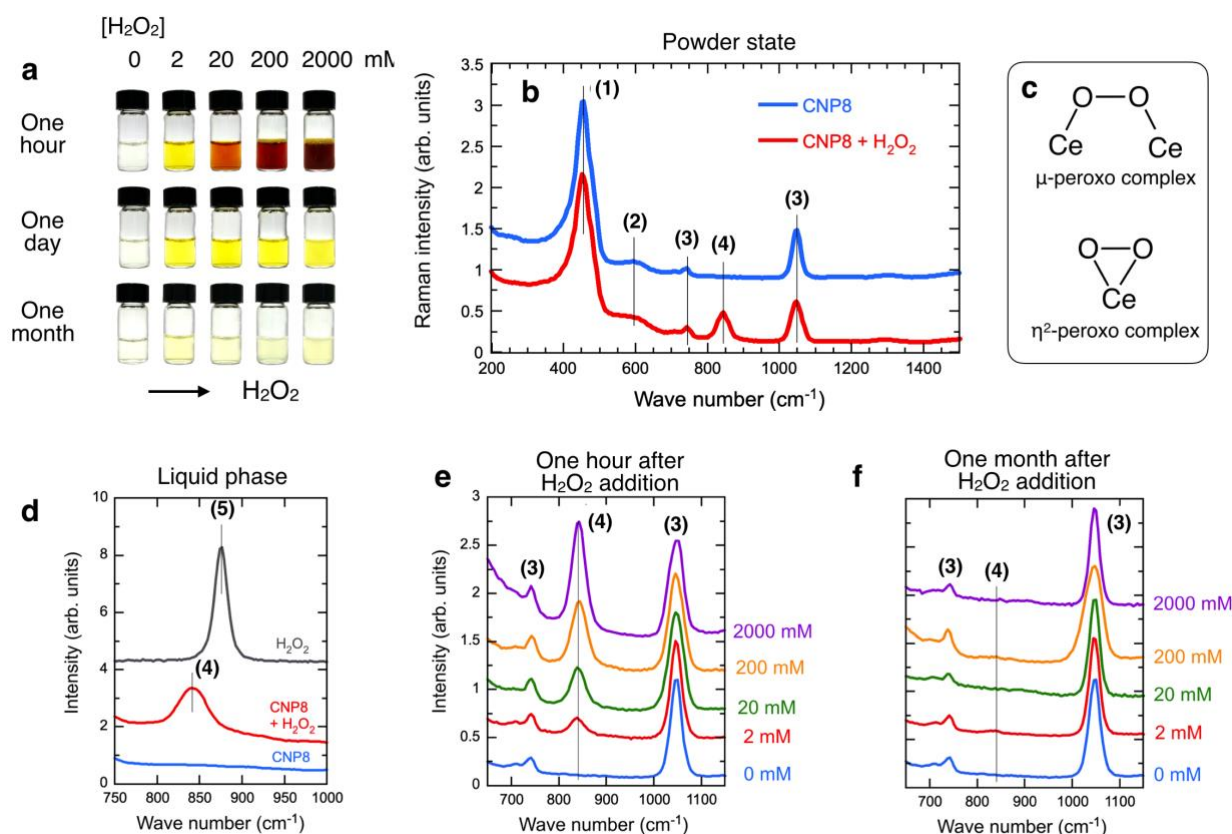 [H₂O₂]
0 2 20 200 2000 mM
a
One
hour
One
day
One
month
H₂O₂
Powder state
b
Raman intensity (arb. units)
3.5
3
2.5
2
1.5
1
0.5
0
(1)
(2)
(3)
(4)
(3)
CNP8
CNP8 + H₂O₂
200 400 600 800 1000 1200 1400
Wave number (cm⁻¹)
c
O O
Ce Ce
μ-peroxo complex
O O
Ce
η²-peroxo complex
Liquid phase
d
Intensity (arb. units)
10
8
6
4
2
0
(5)
H₂O₂
(4)
CNP8
+ H₂O₂
CNP8
750 800 850 900 950 1000
Wave number (cm⁻¹)
One hour after
H₂O₂ addition
e
Intensity (arb. units)
3
2.5
2
1.5
1
0.5
0
(3)
(4)
(3)
2000 mM
200 mM
20 mM
2 mM
0 mM
700 800 900 1000 1100
Wave number (cm⁻¹)
One month after
H₂O₂ addition
f
(3)
(4)
(3)
2000 mM
200 mM
20 mM
2 mM
0 mM
700 800 900 1000 1100
Wave number (cm⁻¹)